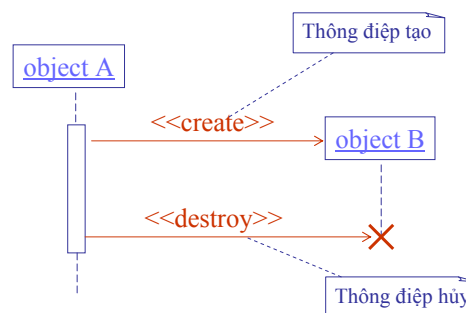 Thông điệp tạo
object A
<<create>>
object B
<<destroy>>
Thông điệp hủy